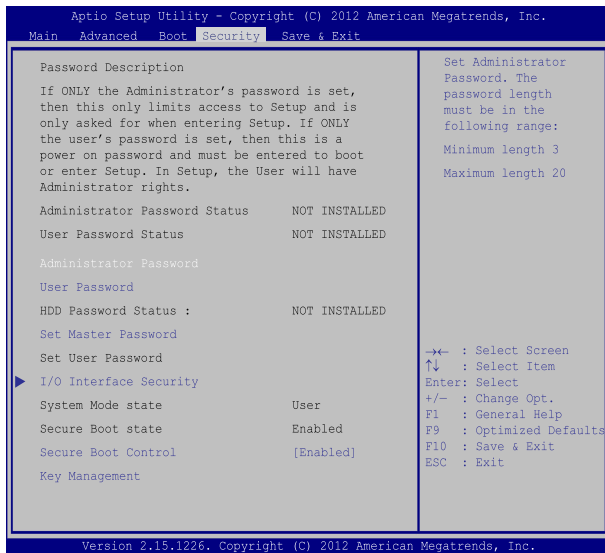 Aptio Setup Utility - Copyright (C) 2012 American Megatrends, Inc.
Main Advanced Boot Security Save & Exit
Password Description
If ONLY the Administrator's password is set,
then this only limits access to Setup and is
only asked for when entering Setup. If ONLY
the user's password is set, then this is a
power on password and must be entered to boot
or enter Setup. In Setup, the User will have
Administrator rights.
Administrator Password Status NOT INSTALLED
User Password Status NOT INSTALLED
Administrator Password
User Password
HDD Password Status : NOT INSTALLED
Set Master Password
Set User Password
I/O Interface Security
System Mode state User
Secure Boot state Enabled
Secure Boot Control [Enabled]
Key Management
Set Administrator
Password. The
password length
must be in the
following range:
Minimum length 3
Maximum length 20
→← : Select Screen
↑↓ : Select Item
Enter: Select
+/— : Change Opt.
F1 : General Help
F9 : Optimized Defaults
F10 : Save & Exit
ESC : Exit
Version 2.15.1226. Copyright (C) 2012 American Megatrends, Inc.